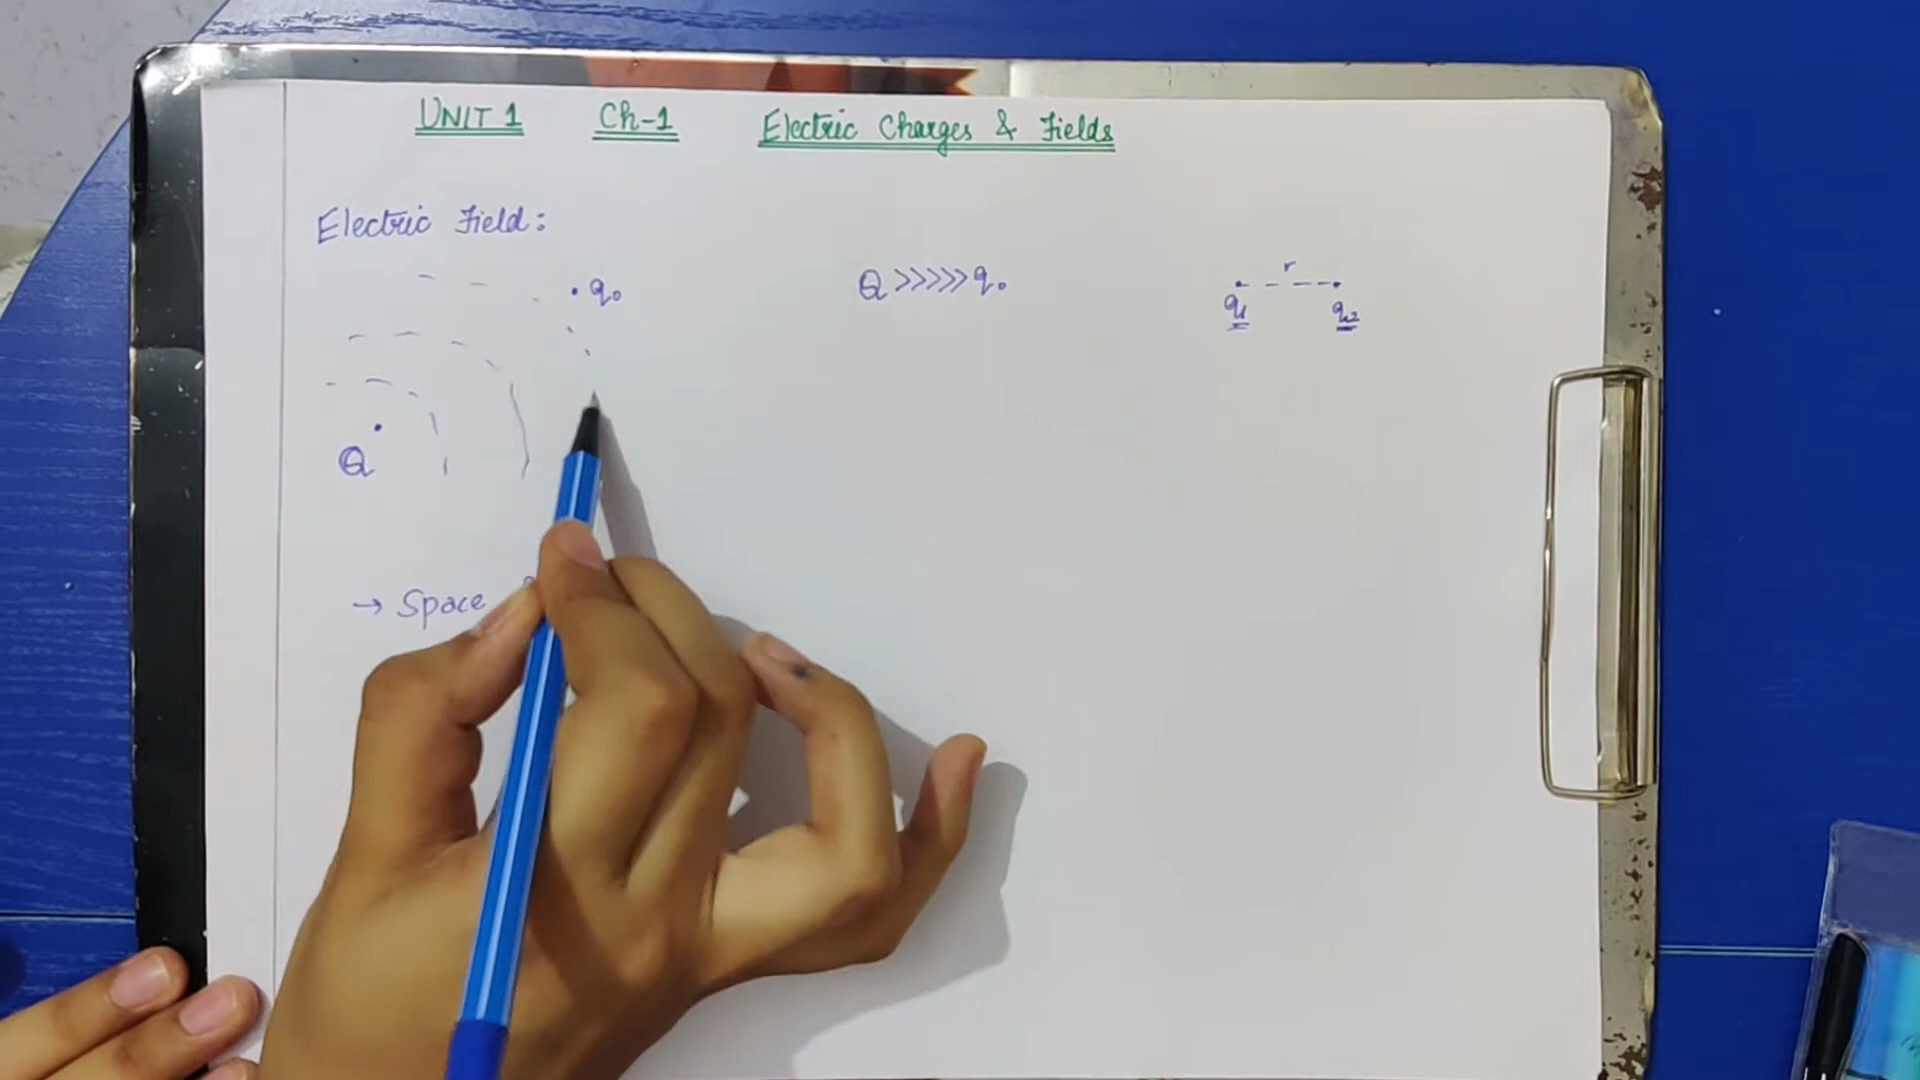 UNIT 1 Ch-1 Electric Charges & Fields
Electric Field:
• q₀
Q >>>>> q₀
r
q₁ q₂
Q
→ Space